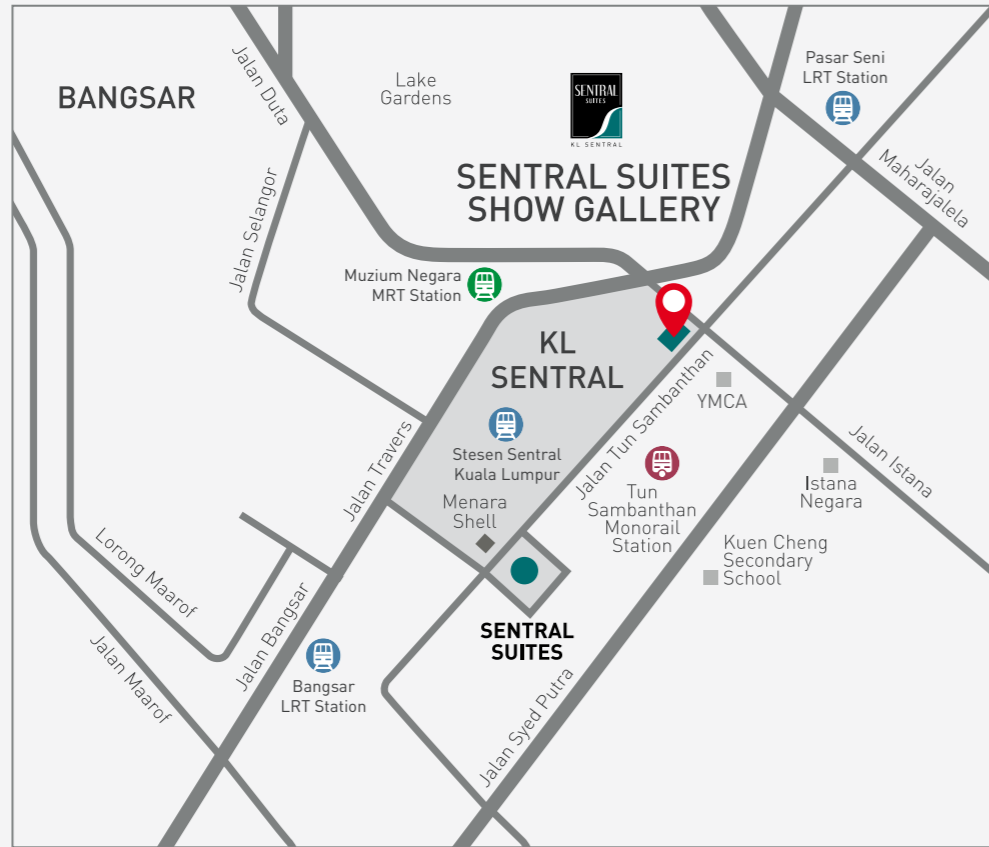 BANGSAR
Jalan Duta
Lake
Gardens
SENTRAL
SUITES
KL SENTRAL
Pasar Seni
LRT Station
Jalan
Maharajalela
SENTRAL SUITES
SHOW GALLERY
Jalan Selangor
Muzium Negara
MRT Station
KL
SENTRAL
Jalan Tun Sambanthan
YMCA
Jalan Travers
Stesen Sentral
Kuala Lumpur
Menara
Shell
Tun
Sambanthan
Monorail
Station
Istana
Negara
Jalan Istana
Kuen Cheng
Secondary
School
Lorong Maarof
Jalan Maarof
Jalan Bangsar
Bangsar
LRT Station
SENTRAL
SUITES
Jalan Syed Putra